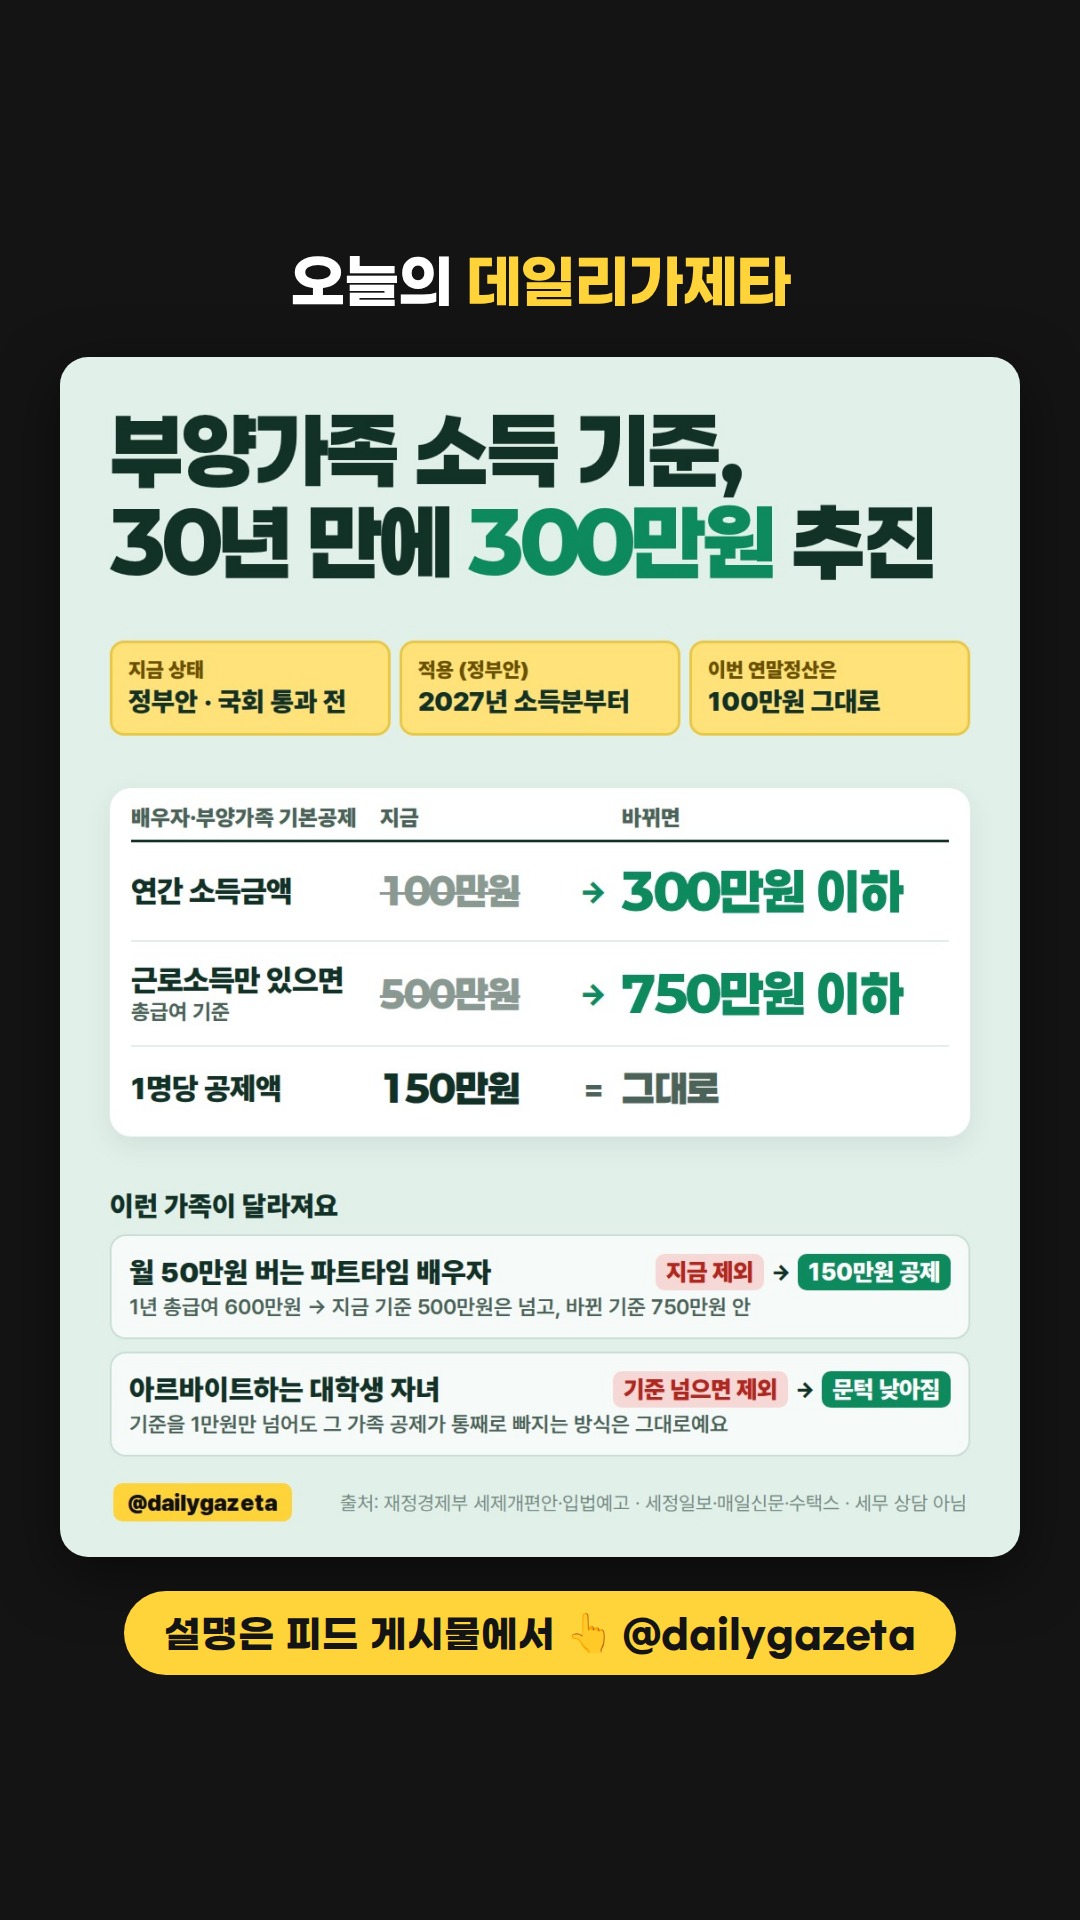 오늘의 데일리가제타
부양가족 소득 기준,
30년 만에 300만원 추진
지금 상태
정부안 · 국회 통과 전
적용 (정부안)
2027년 소득분부터
이번 연말정산은
100만원 그대로
배우자·부양가족 기본공제 지금 바뀌면
연간 소득금액 100만원 → 300만원 이하
근로소득만 있으면 500만원 → 750만원 이하
총급여 기준
1명당 공제액 150만원 = 그대로
이런 가족이 달라져요
월 50만원 버는 파트타임 배우자 지금 제외 → 150만원 공제
1년 총급여 600만원 → 지금 기준 500만원은 넘고, 바뀐 기준 750만원 안
아르바이트하는 대학생 자녀 기준 넘으면 제외 → 문턱 낮아짐
기준을 1만원만 넘어도 그 가족 공제가 통째로 빠지는 방식은 그대로예요
@dailygazeta 출처: 재정경제부 세제개편안·입법예고 · 세정일보·매일신문·수택스 · 세무 상담 아님
설명은 피드 게시물에서 👆 @dailygazeta